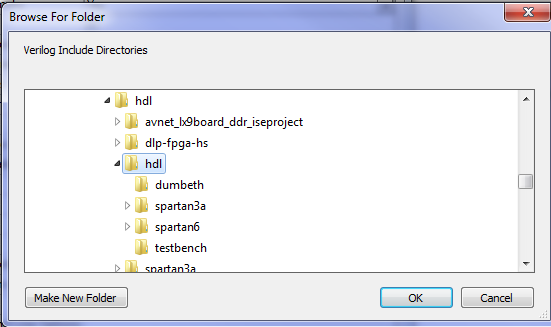 Browse For Folder
Verilog Include Directories
hdl
avnet_lx9board_ddr_iseproject
dlp-fpga-hs
hdl
dumbeth
spartan3a
spartan6
testbench
spartan3a
Make New Folder
OK
Cancel